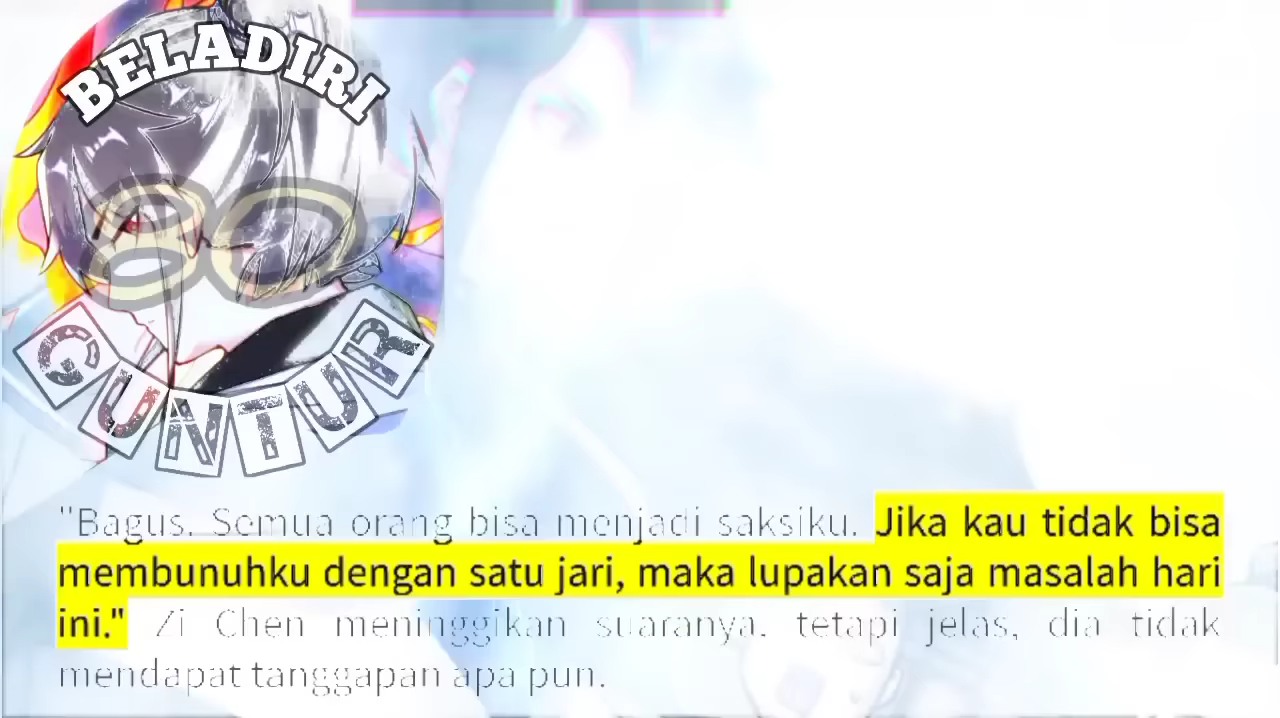 BELADIRI
GUNTUR
"Bagus. Semua orang bisa menjadi saksiku. Jika kau tidak bisa
membunuhku dengan satu jari, maka lupakan saja masalah hari
ini." Zi Chen meninggikan suaranya. tetapi jelas, dia tidak
mendapat tanggapan apa pun.